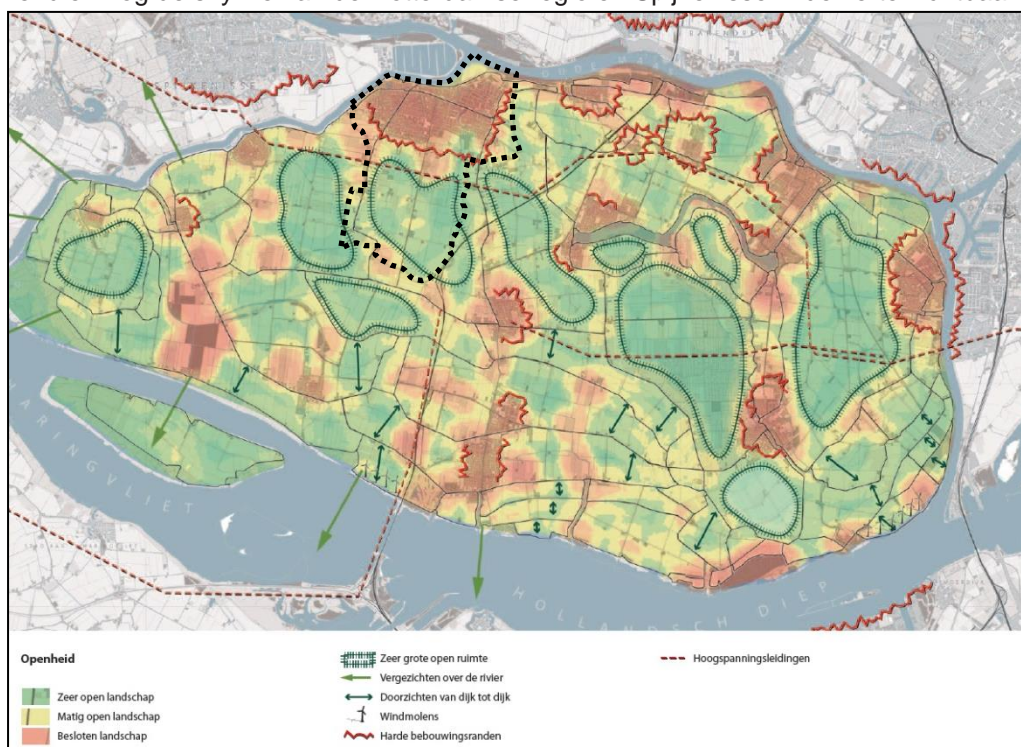 HARINGVLIET
HOLLANDSCH DIEP
Openheid
Zeer open landschap
Matig open landschap
Besloten landschap
Zeer grote open ruimte
Vergezichten over de rivier
Doorzichten van dijk tot dijk
Windmolens
Harde bebouwingsranden
Hoogspanningsleidingen